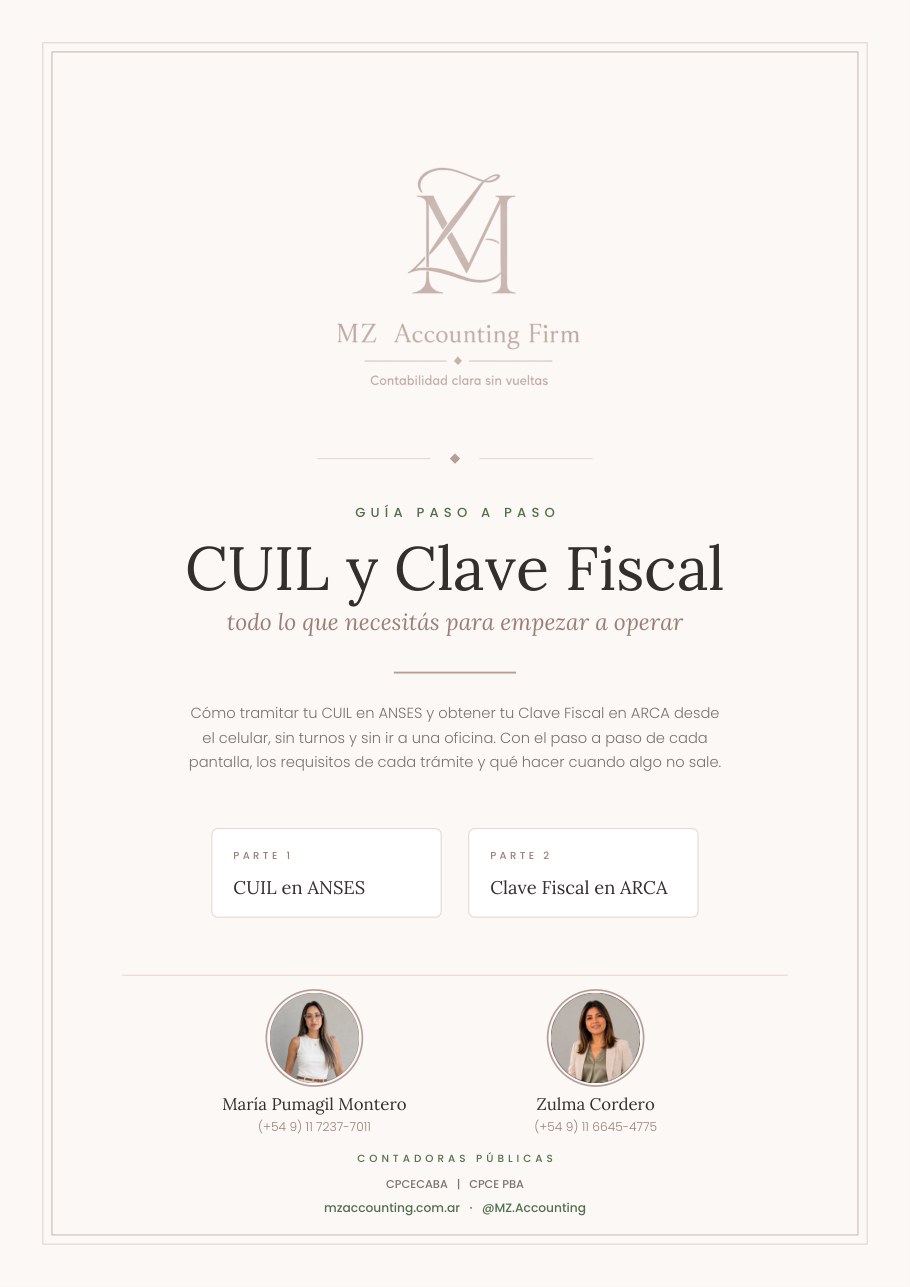 MZ Accounting Firm
Contabilidad clara sin vueltas
GUÍA PASO A PASO
CUIL y Clave Fiscal
todo lo que necesitás para empezar a operar
Cómo tramitar tu CUIL en ANSES y obtener tu Clave Fiscal en ARCA desde
el celular, sin turnos y sin ir a una oficina. Con el paso a paso de cada
pantalla, los requisitos de cada trámite y qué hacer cuando algo no sale.
PARTE 1
CUIL en ANSES
PARTE 2
Clave Fiscal en ARCA
María Pumagil Montero
(+54 9) 11 7237-7011
Zulma Cordero
(+54 9) 11 6645-4775
CONTADORAS PÚBLICAS
CPCECABA | CPCE PBA
mzaccounting.com.ar · @MZ.Accounting